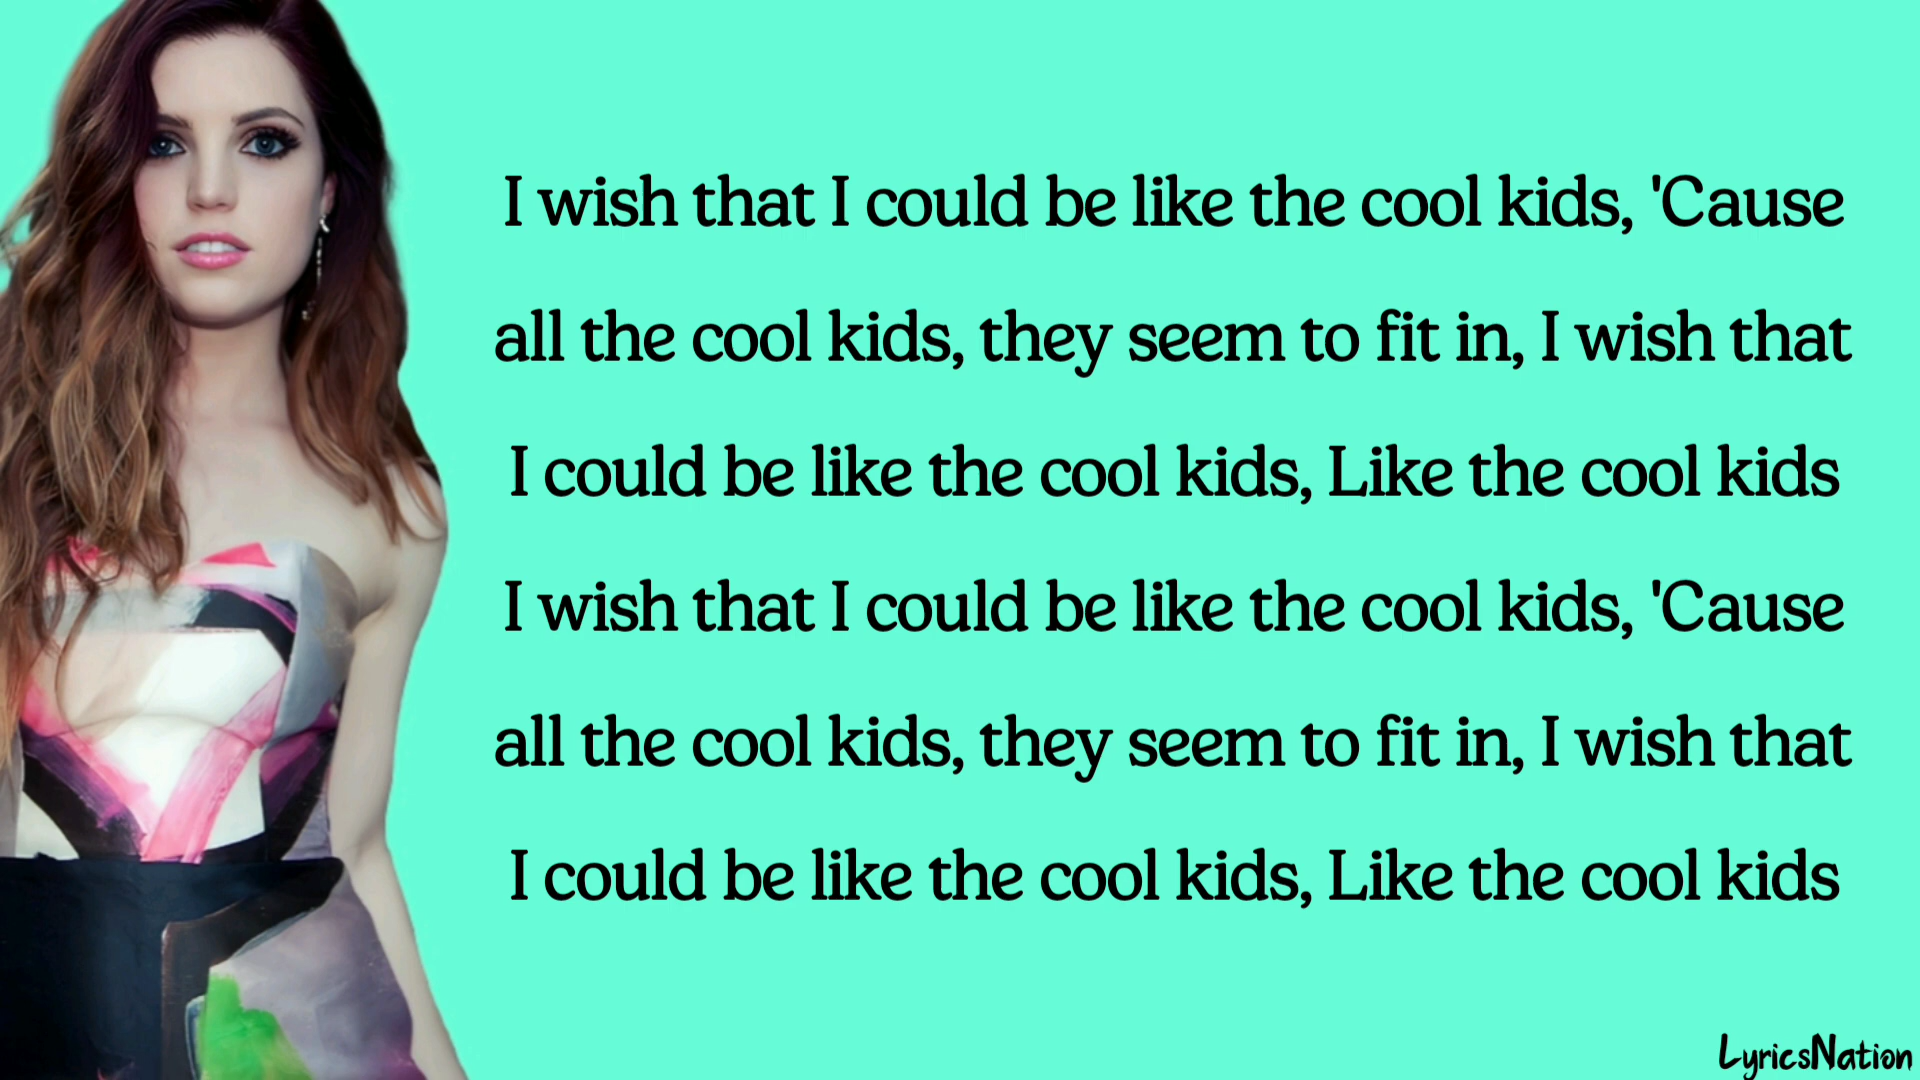 I wish that I could be like the cool kids, 'Cause
all the cool kids, they seem to fit in, I wish that
I could be like the cool kids, Like the cool kids
I wish that I could be like the cool kids, 'Cause
all the cool kids, they seem to fit in, I wish that
I could be like the cool kids, Like the cool kids
LyricsNation